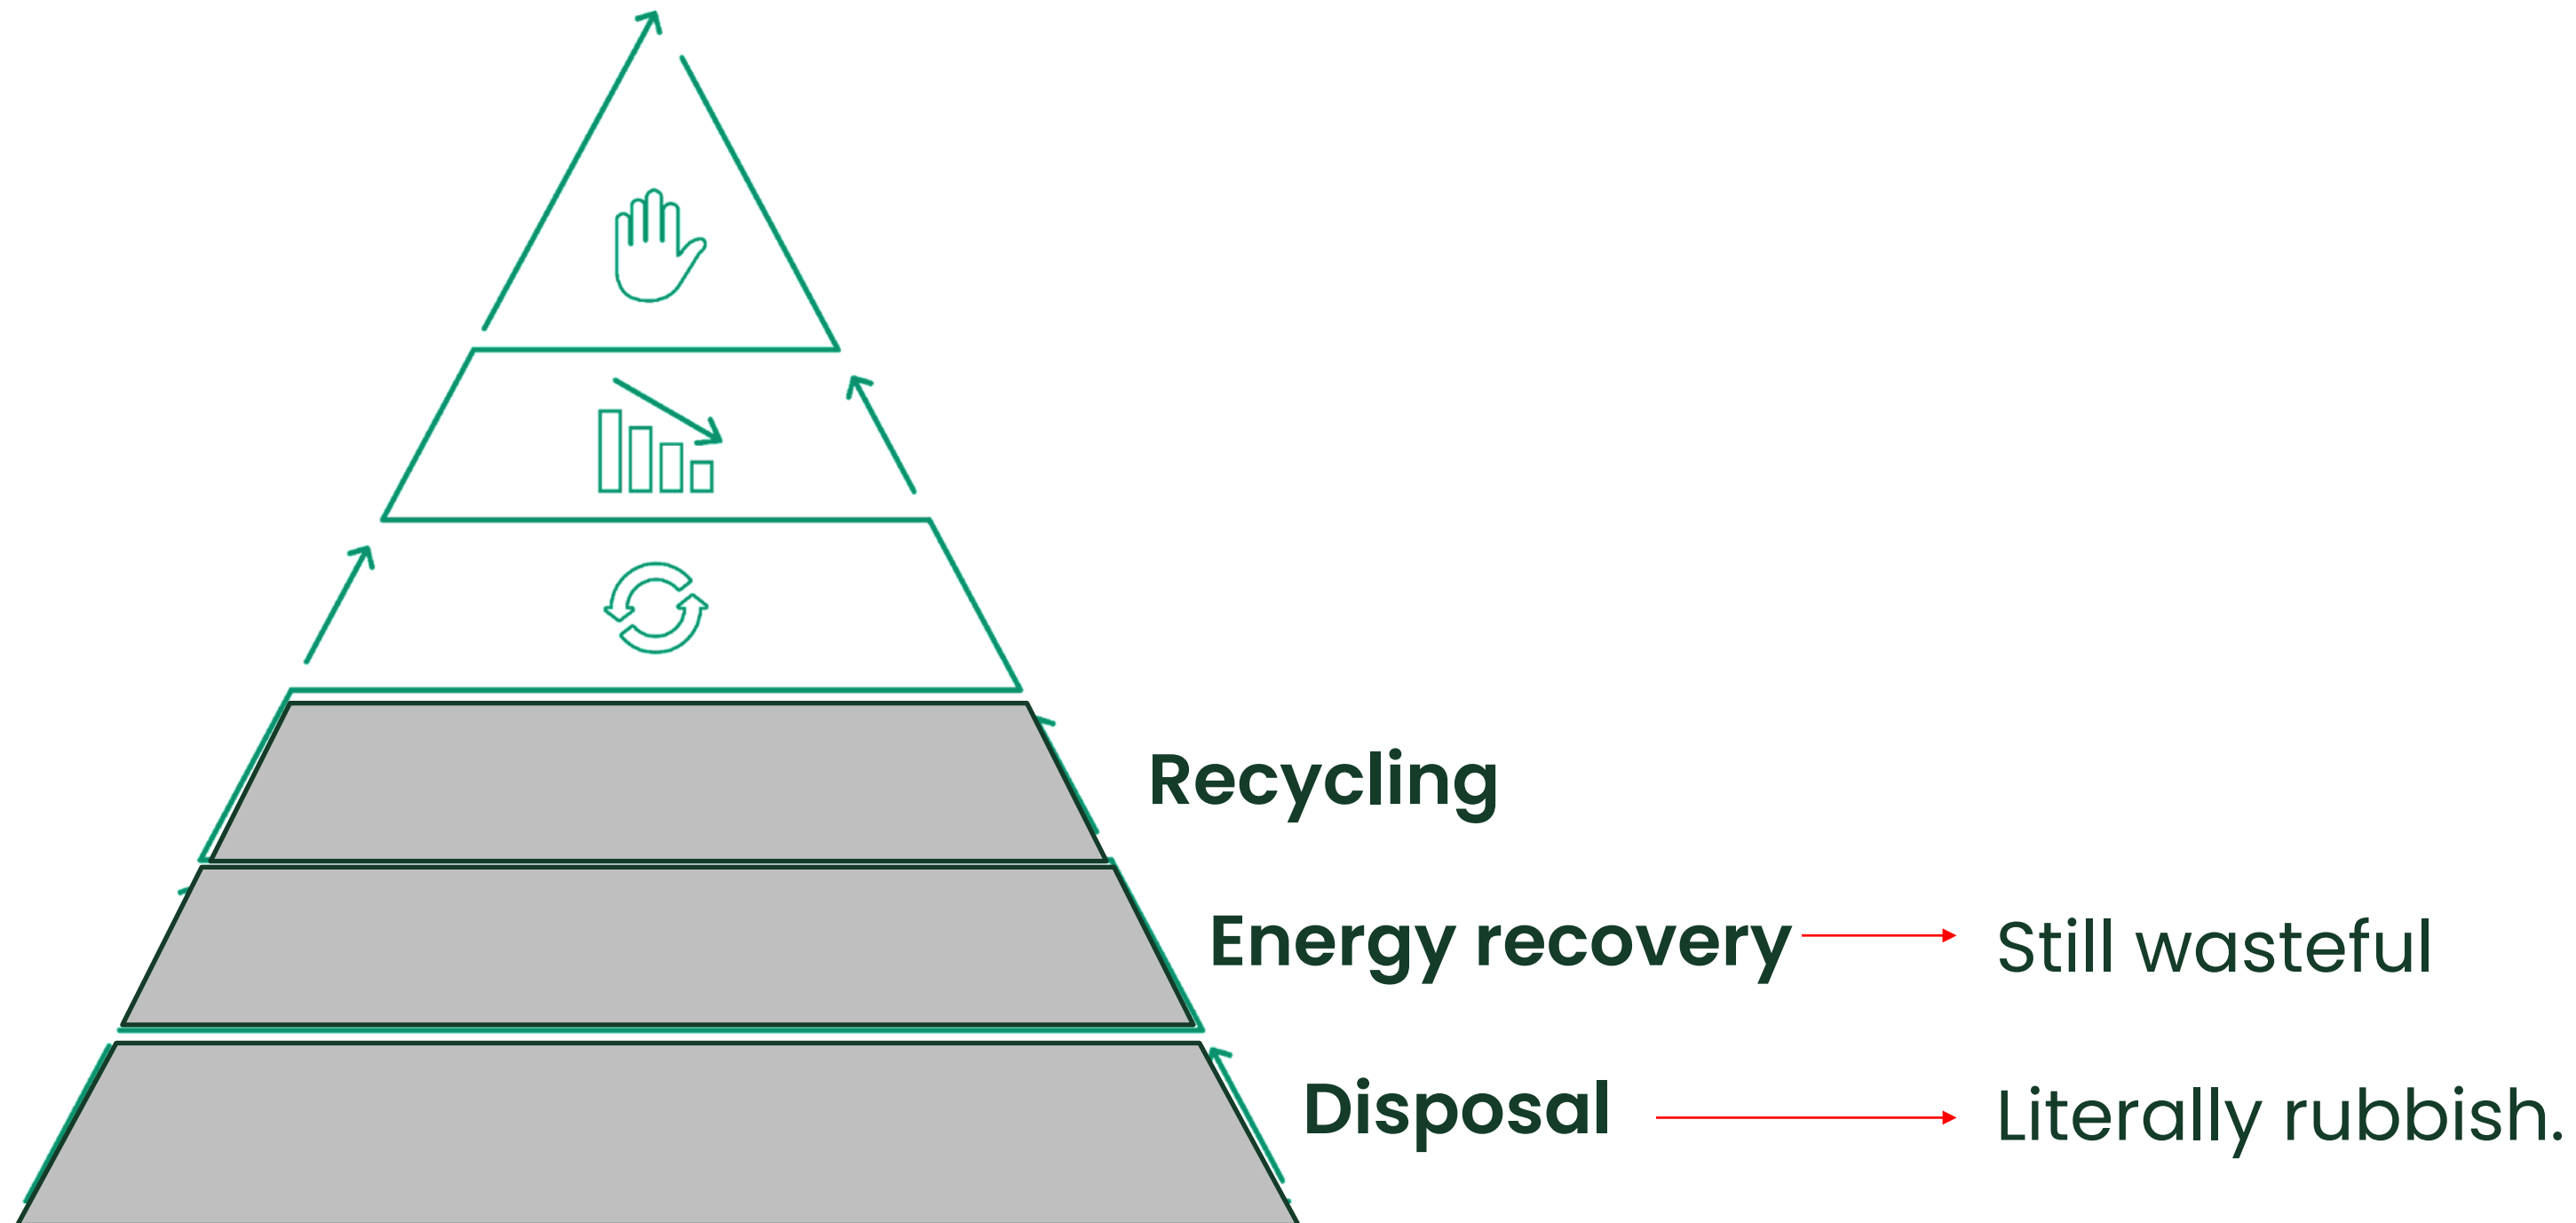 Recycling
Energy recovery
Still wasteful
Disposal
Literally rubbish.